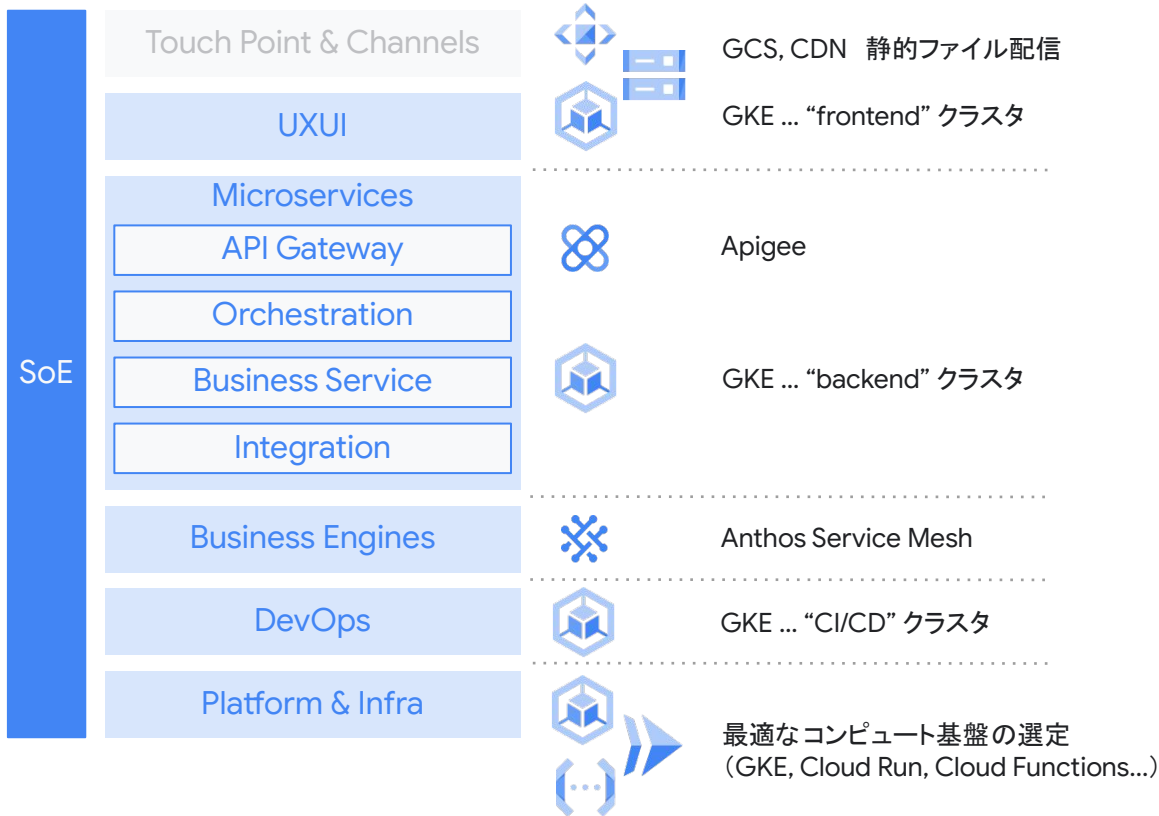 SoE
Touch Point & Channels
UXUI
Microservices
API Gateway
Orchestration
Business Service
Integration
Business Engines
DevOps
Platform & Infra
GCS, CDN 静的ファイル配信
GKE ... “frontend” クラスタ
Apigee
GKE ... “backend” クラスタ
Anthos Service Mesh
GKE ... “CI/CD” クラスタ
最適なコンピュート基盤の選定
（GKE, Cloud Run, Cloud Functions...）